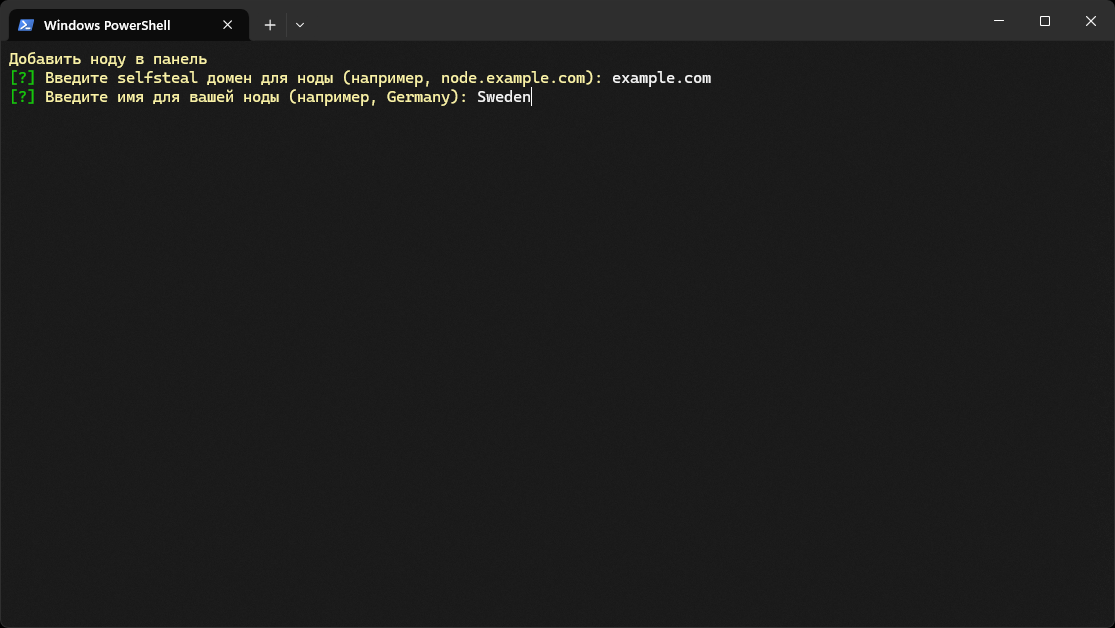 Windows PowerShell
Добавить ноду в панель
[?] Введите selfsteal домен для ноды (например, node.example.com): example.com
[?] Введите имя для вашей ноды (например, Germany): Sweden